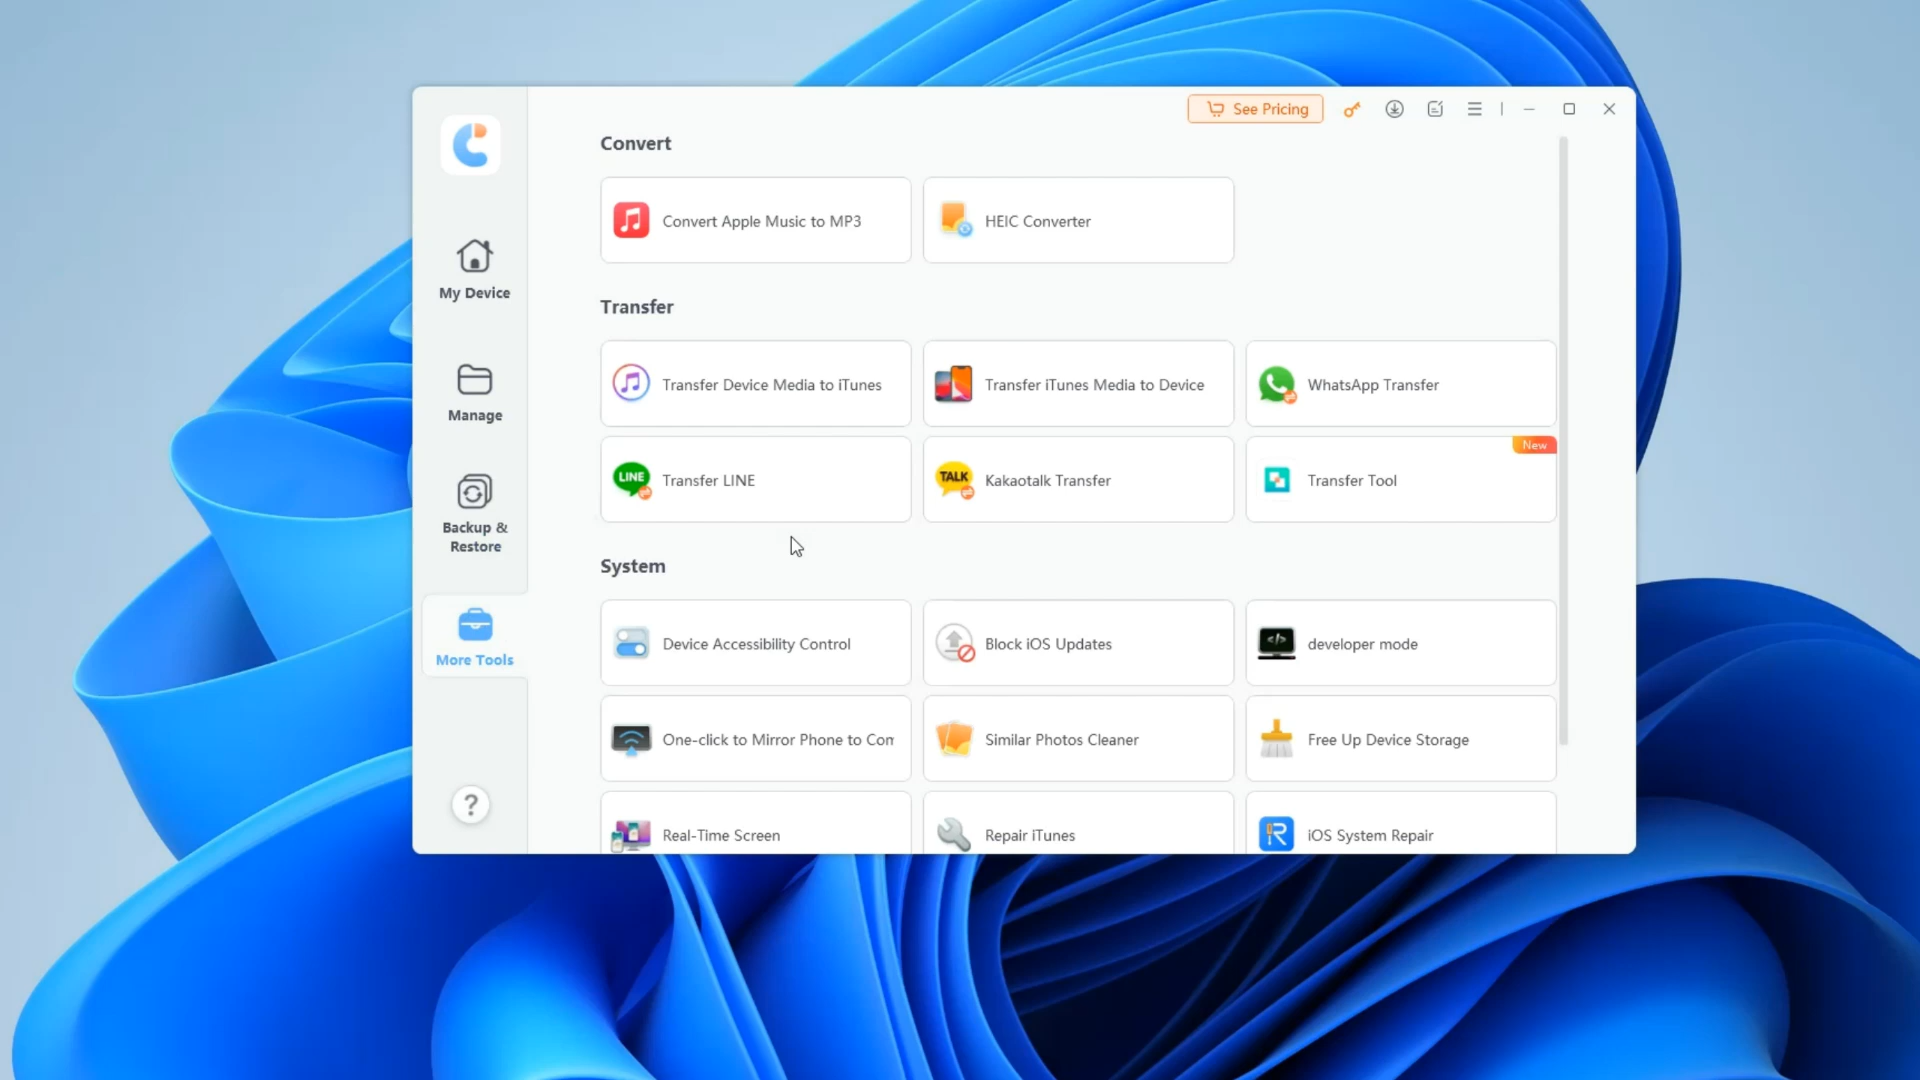 See Pricing
Convert
Convert Apple Music to MP3
HEIC Converter
My Device
Transfer
Transfer Device Media to iTunes
Transfer iTunes Media to Device
WhatsApp Transfer
Manage
New
LINE
Transfer LINE
TALK
Kakaotalk Transfer
Transfer Tool
Backup &
Restore
System
Device Accessibility Control
Block iOS Updates
</>
developer mode
More Tools
One-click to Mirror Phone to Com
Similar Photos Cleaner
Free Up Device Storage
?
Real-Time Screen
Repair iTunes
R
iOS System Repair